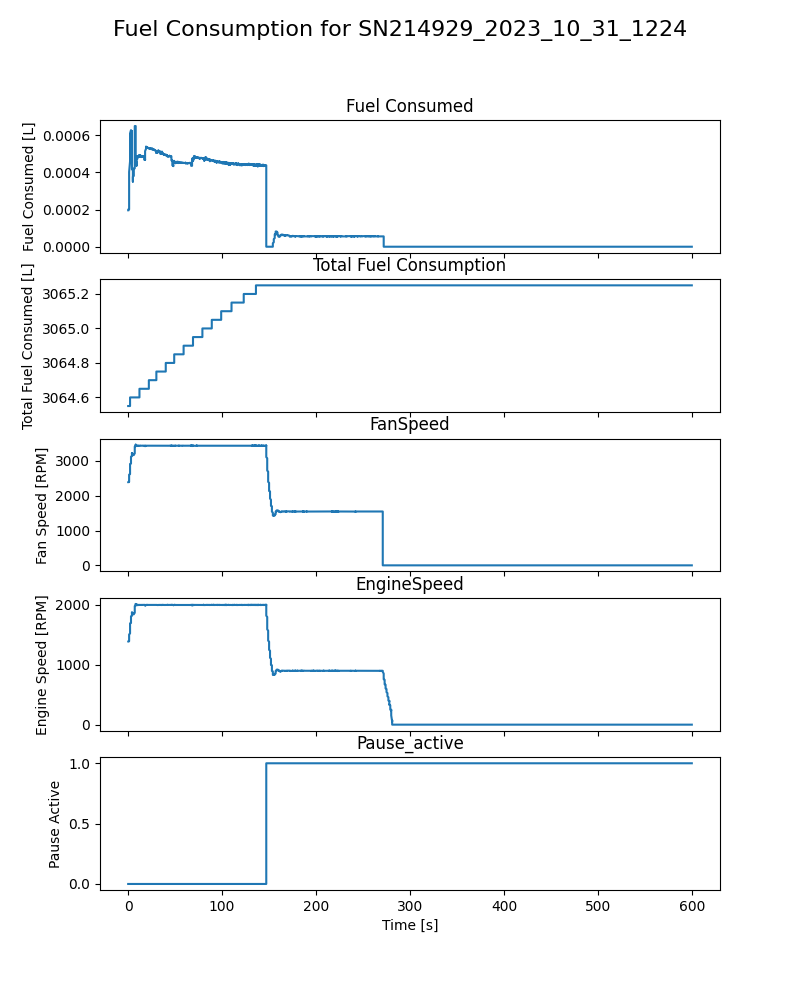 Fuel Consumption for SN214929_2023_10_31_1224
Fuel Consumed
Fuel Consumed [L]
0.0006
0.0004
0.0002
0.0000
Total Fuel Consumption
Total Fuel Consumed [L]
3065.2
3065.0
3064.8
3064.6
FanSpeed
Fan Speed [RPM]
3000
2000
1000
0
EngineSpeed
Engine Speed [RPM]
2000
1000
0
Pause_active
Pause Active
1.0
0.5
0.0
0 100 200 300 400 500 600
Time [s]